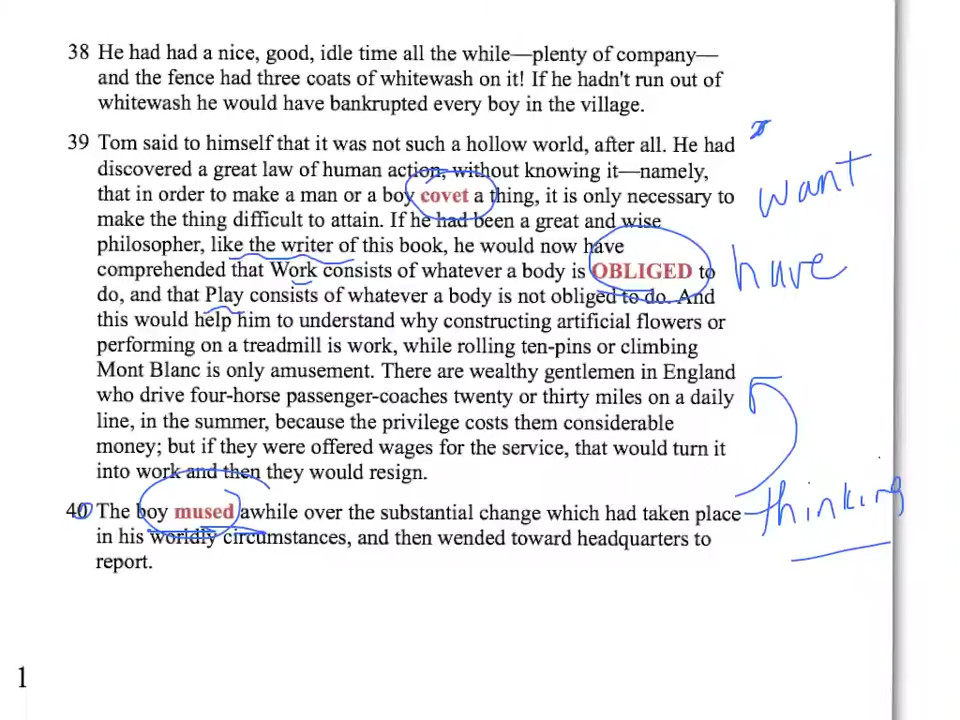 38 He had had a nice, good, idle time all the while—plenty of company—
and the fence had three coats of whitewash on it! If he hadn't run out of
whitewash he would have bankrupted every boy in the village.
39 Tom said to himself that it was not such a hollow world, after all. He had
discovered a great law of human action, without knowing it—namely,
that in order to make a man or a boy covet a thing, it is only necessary to
want
make the thing difficult to attain. If he had been a great and wise
philosopher, like the writer of this book, he would now have
comprehended that Work consists of whatever a body is OBLIGED to
have
do, and that Play consists of whatever a body is not obliged to do. And
this would help him to understand why constructing artificial flowers or
performing on a treadmill is work, while rolling ten-pins or climbing
Mont Blanc is only amusement. There are wealthy gentlemen in England
who drive four-horse passenger-coaches twenty or thirty miles on a daily
line, in the summer, because the privilege costs them considerable
money; but if they were offered wages for the service, that would turn it
into work and then they would resign.
40 The boy mused awhile over the substantial change which had taken place
thinking
in his worldly circumstances, and then wended toward headquarters to
report.
1